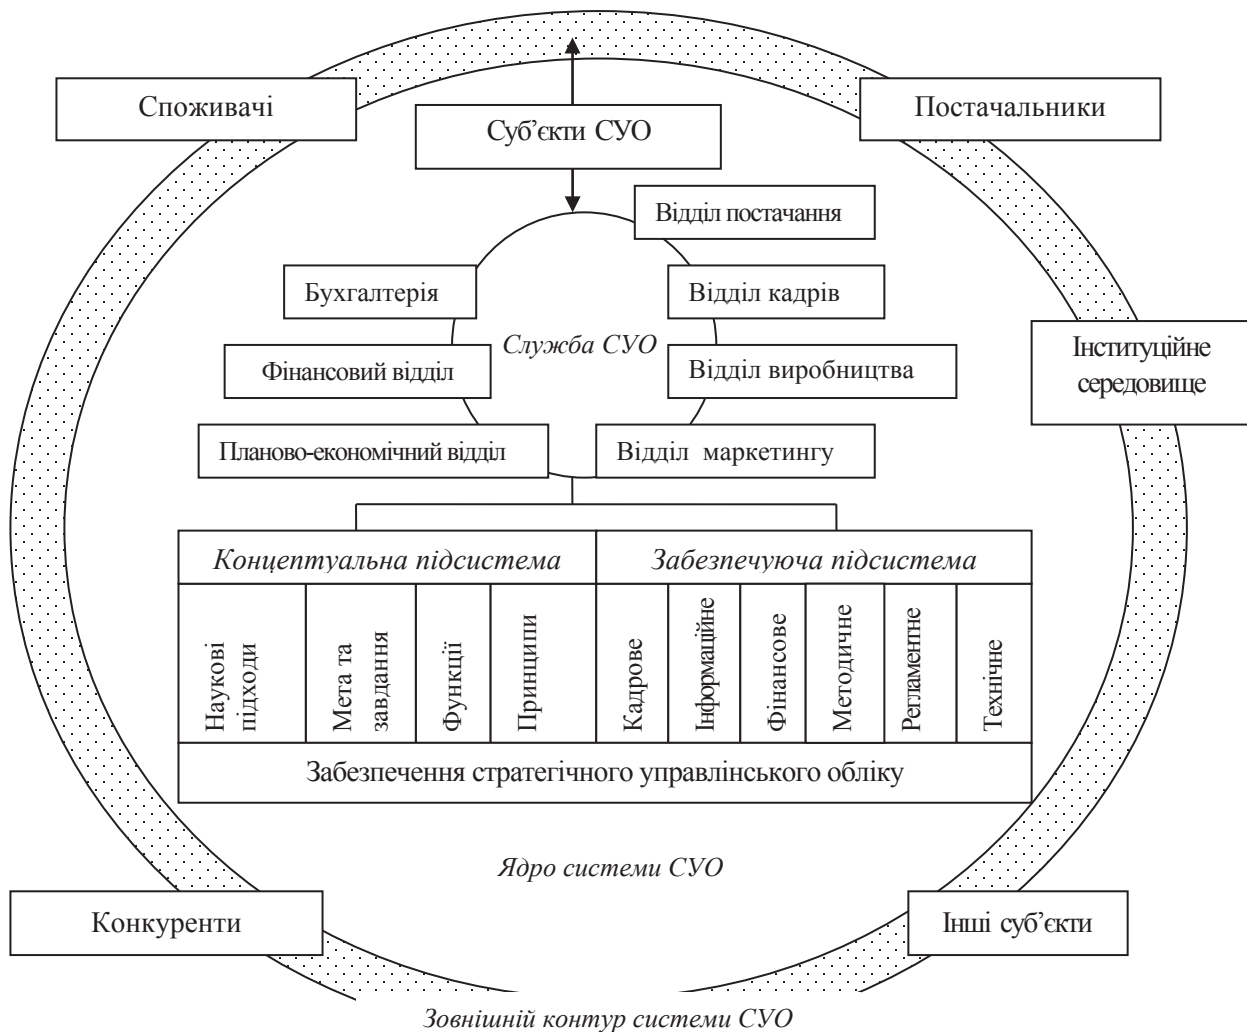 Споживачі
Постачальники
Суб’єкти СУО
Відділ постачання
Бухгалтерія
Відділ кадрів
Служба СУО
Інституційне
середовище
Фінансовий відділ
Відділ виробництва
Планово-економічний відділ
Відділ маркетингу
Концептуальна підсистема
Забезпечуюча підсистема
Наукові
підходи
Мета та
завдання
Функції
Принципи
Кадрове
Інформаційне
Фінансове
Методичне
Регламентне
Технічне
Забезпечення стратегічного управлінського обліку
Ядро системи СУО
Конкуренти
Інші суб’єкти
Зовнішній контур системи СУО